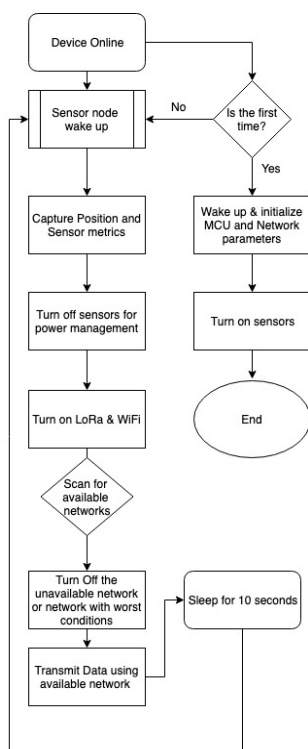 Device Online
Sensor node
wake up
No
Is the first
time?
Yes
Capture Position and
Sensor metrics
Wake up & initialize
MCU and Network
parameters
Turn off sensors for
power management
Turn on sensors
Turn on LoRa & WiFi
End
Scan for
available
networks
Turn Off the
unavailable network
or network with worst
conditions
Sleep for 10 seconds
Transmit Data using
available network